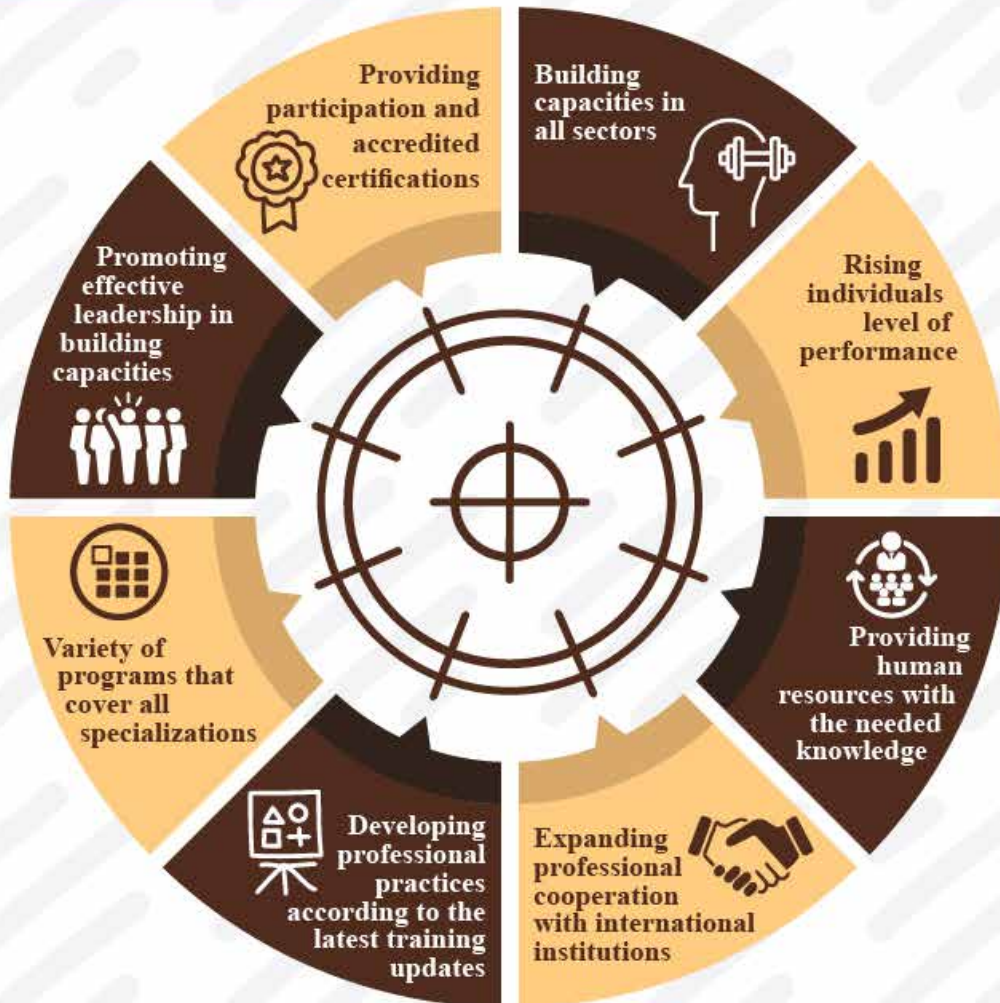 Building
capacities in
all sectors
Rising
individuals
level of
performance
Providing
human
resources with
the needed
knowledge
Expanding
professional
cooperation
with international
institutions
Developing
professional
practices
according to the
latest training
updates
Variety of
programs that
cover all
specializations
Promoting
effective
leadership in
building
capacities
Providing
participation and
accredited
certifications